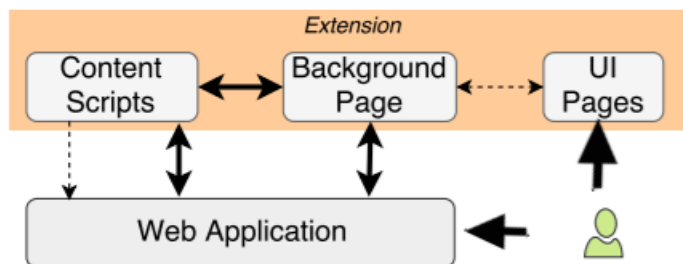 Extension
Content
Scripts
Background
Page
UI
Pages
Web Application